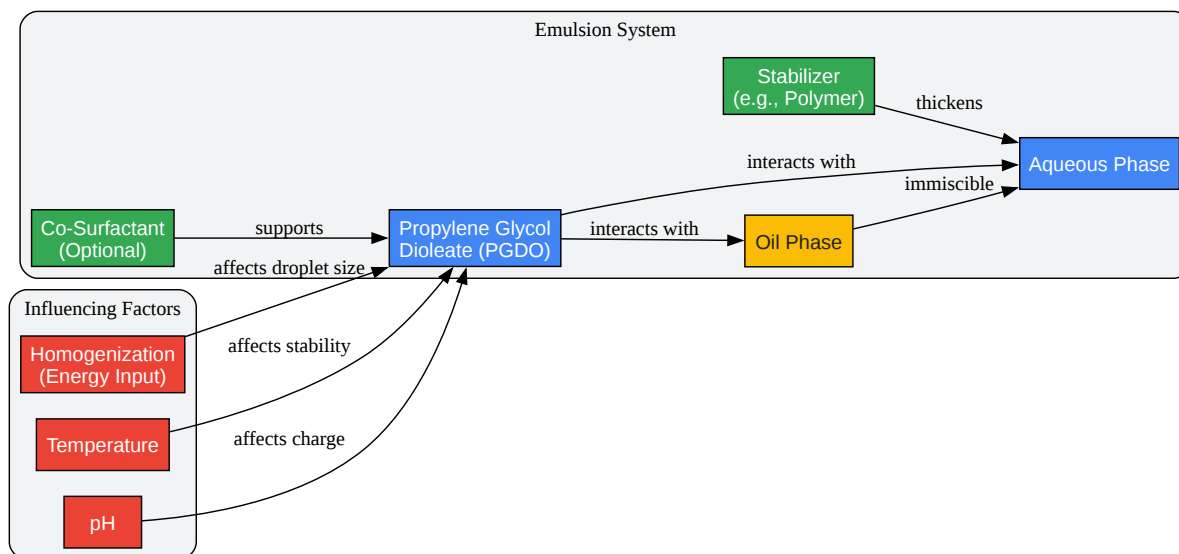 Emulsion System
Stabilizer
(e.g., Polymer)
thickens
Aqueous Phase
interacts with
immiscible
Co-Surfactant
(Optional)
supports
Propylene Glycol
Dioleate (PGDO)
interacts with
Oil Phase
affects droplet size
Influencing Factors
Homogenization
(Energy Input)
affects stability
Temperature
affects charge
pH